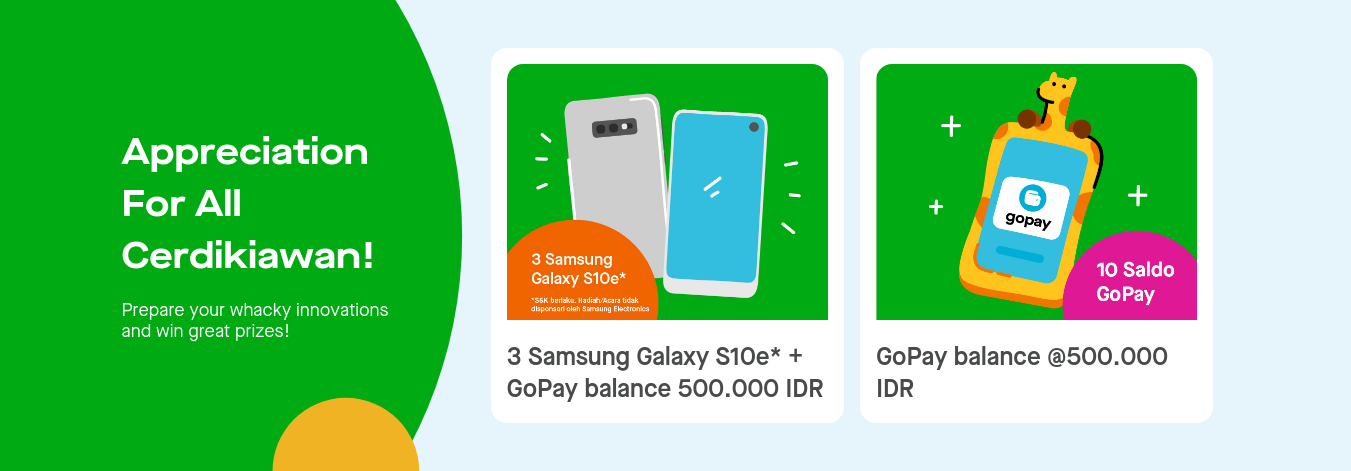 Appreciation
For All
Cerdikiawan!
Prepare your whacky innovations
and win great prizes!
3 Samsung
Galaxy S10e*
*S&K berlaku. Hadiah/Acara tidak
disponsori oleh Samsung Electronics
3 Samsung Galaxy S10e* +
GoPay balance 500.000 IDR
gopay
10 Saldo
GoPay
GoPay balance @500.000
IDR